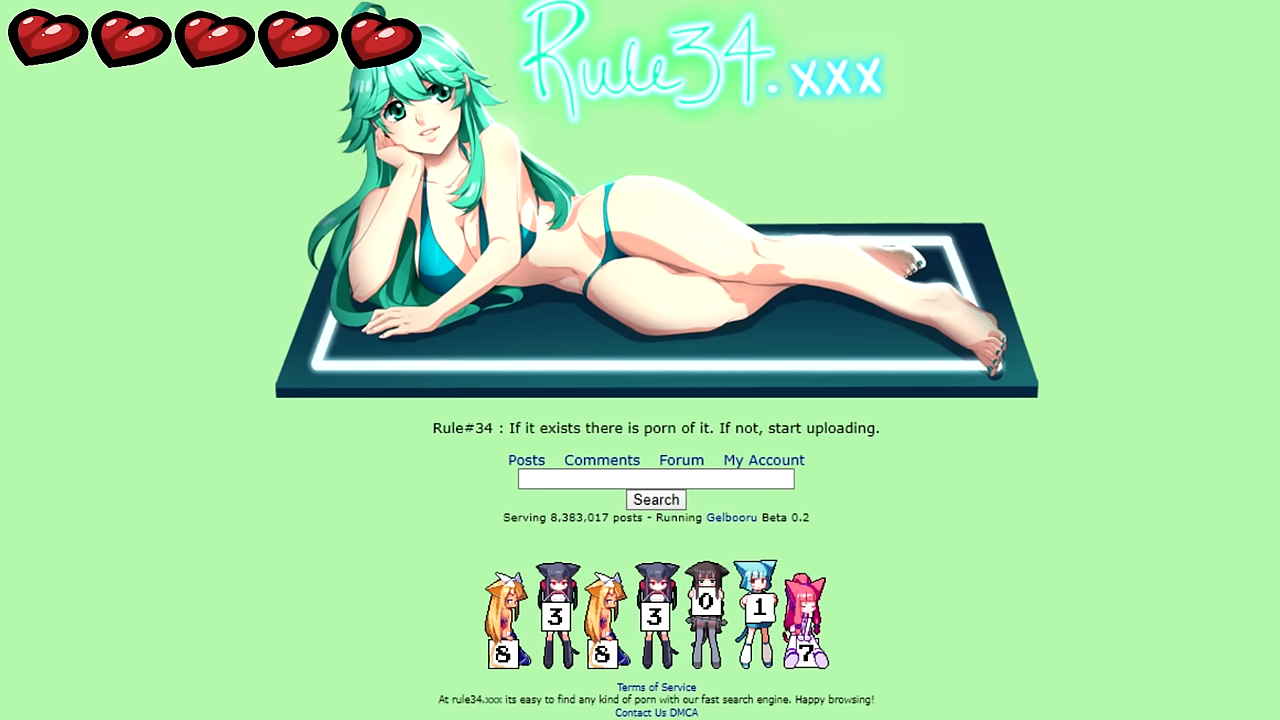 Rule34.xxx
Rule#34 : If it exists there is porn of it. If not, start uploading.
Posts Comments Forum My Account
Search
Serving 8,383,017 posts - Running Gelbooru Beta 0.2
8 3 8 3 0 1 7
Terms of Service
At rule34.xxx its easy to find any kind of porn with our fast search engine. Happy browsing!
Contact Us DMCA